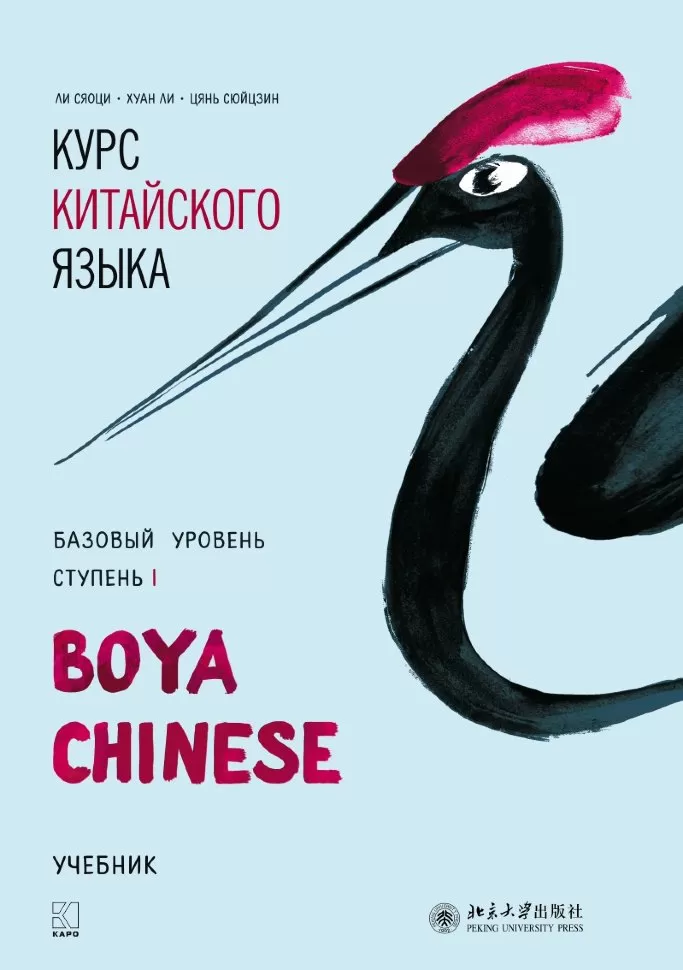 ЛИ СЯОЦИ · ХУАН ЛИ · ЦЯНЬ СЮЙЦЗИН
КУРС
КИТАЙСКОГО
ЯЗЫКА
БАЗОВЫЙ УРОВЕНЬ
СТУПЕНЬ I
BOYA
CHINESE
УЧЕБНИК
КАРО
北京大学出版社
PEKING UNIVERSITY PRESS